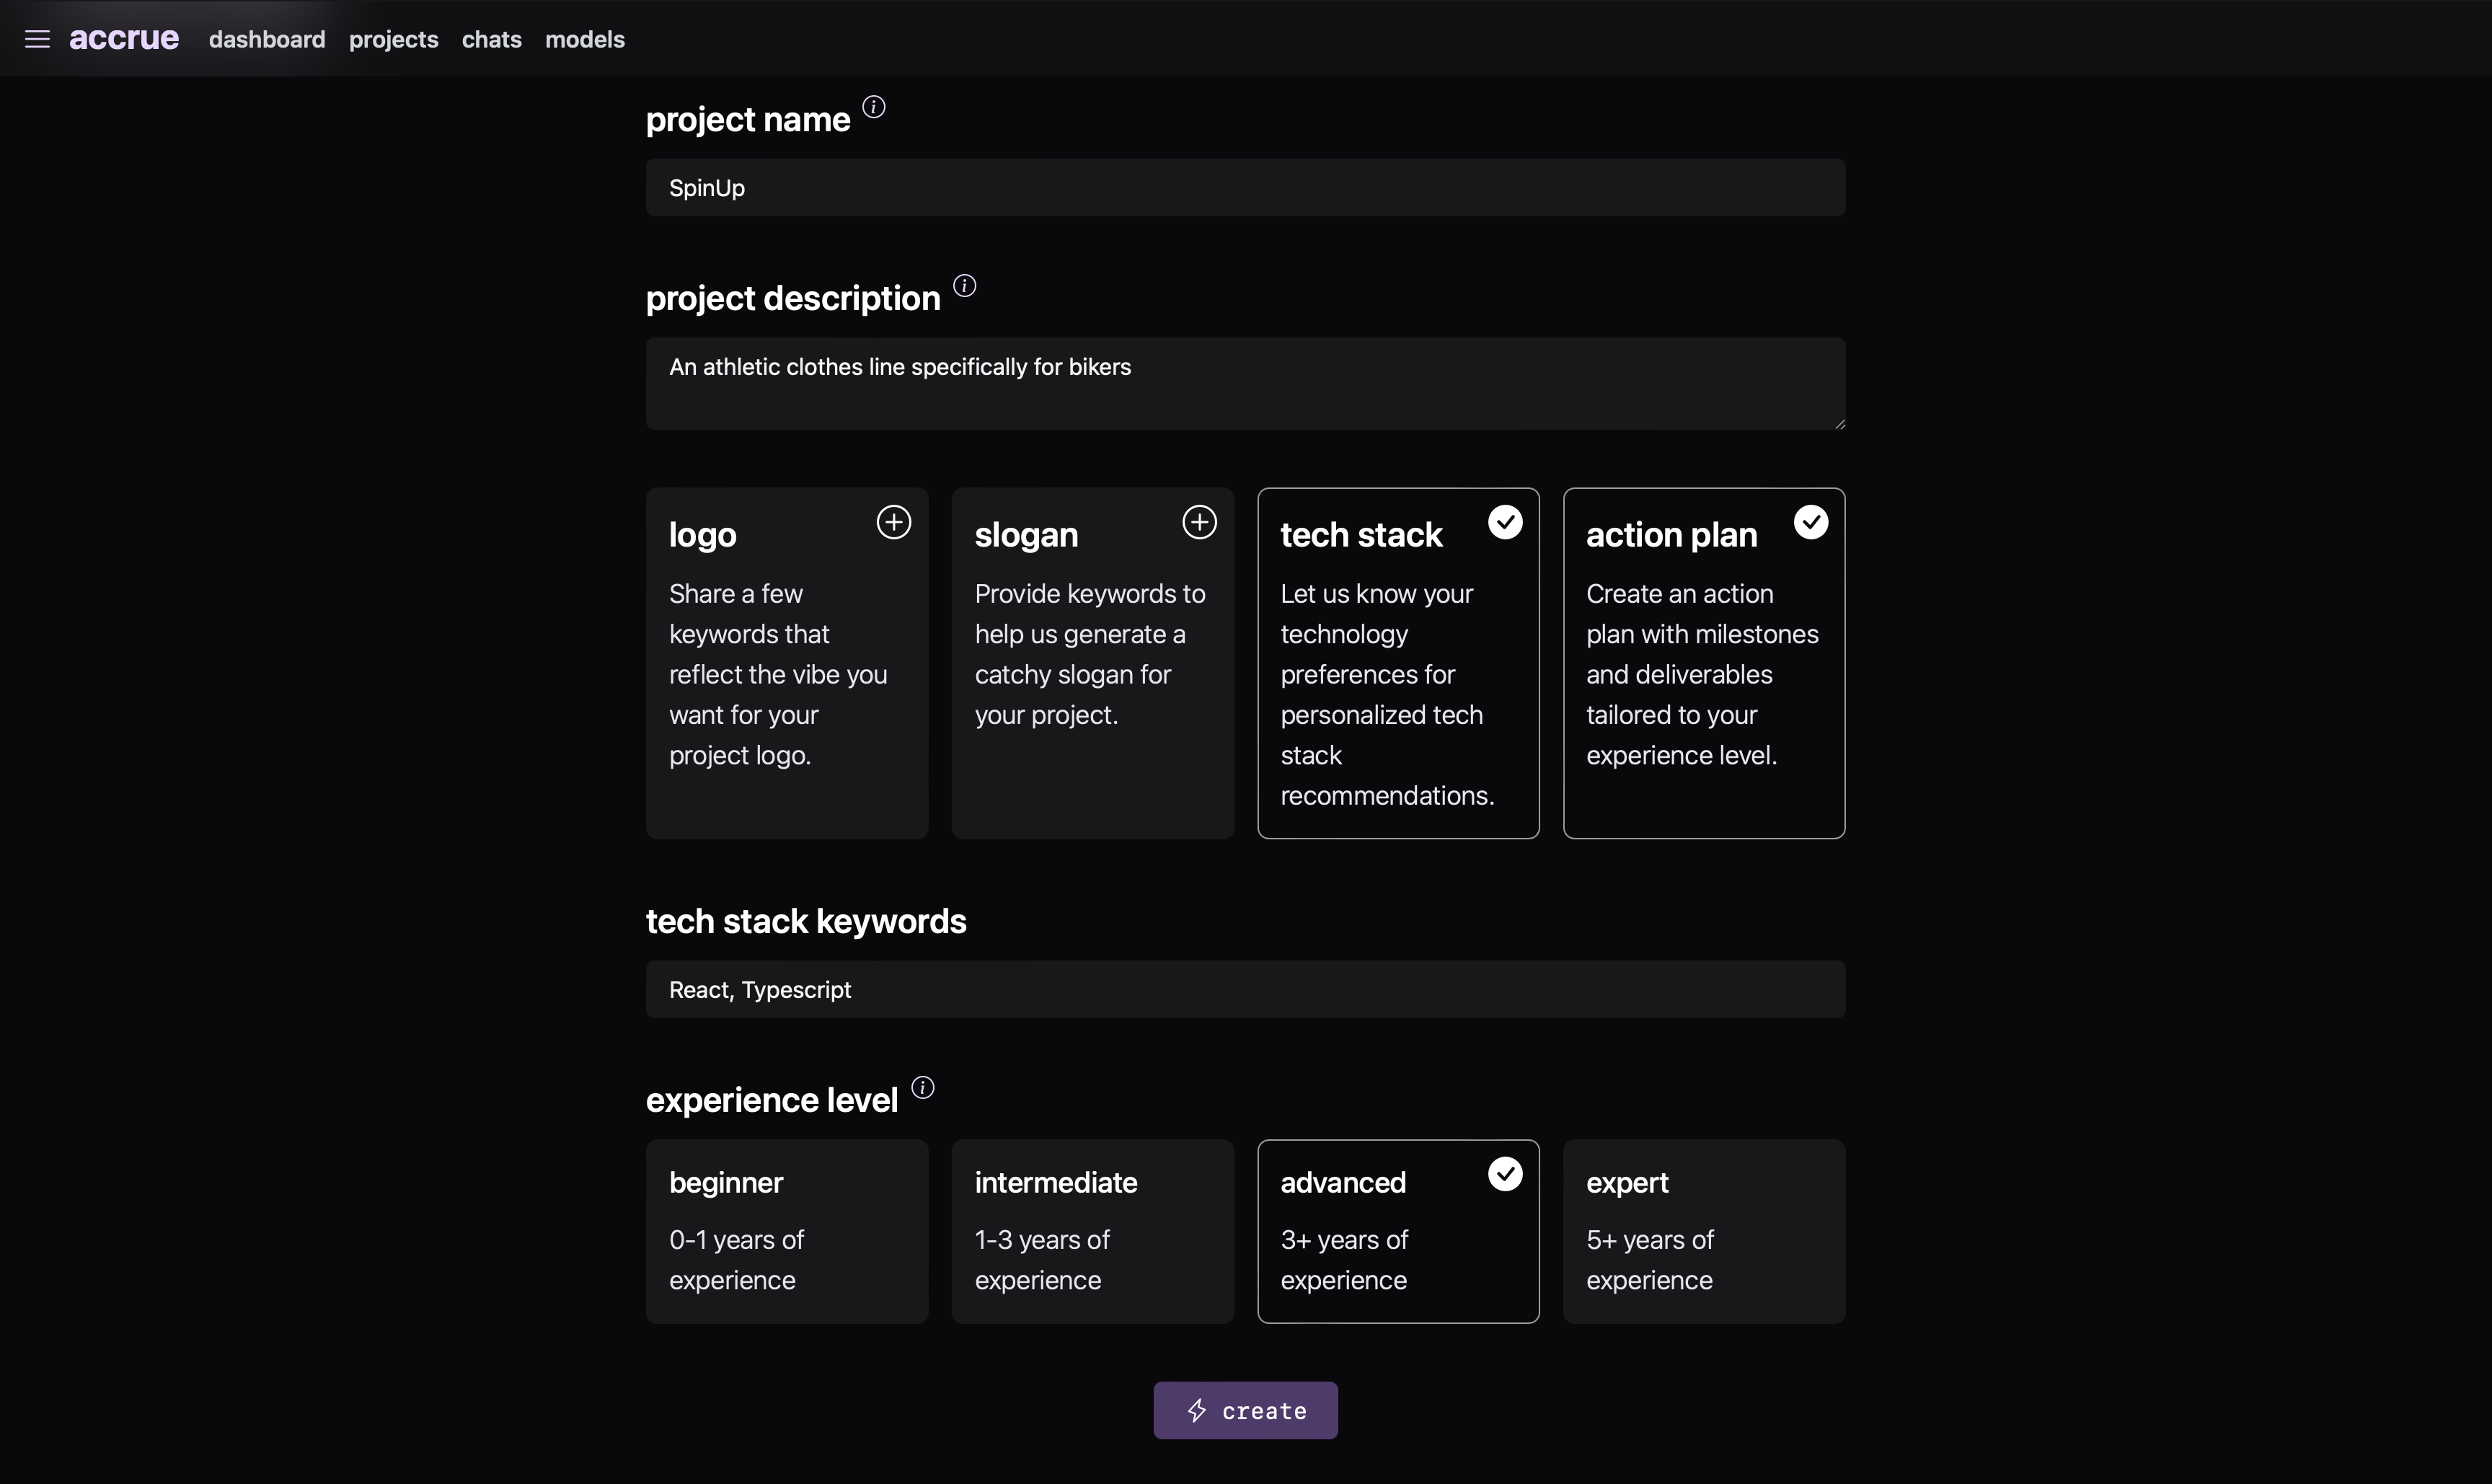 accrue dashboard projects chats models
project name
SpinUp
project description
An athletic clothes line specifically for bikers
logo
Share a few
keywords that
reflect the vibe you
want for your
project logo.
slogan
Provide keywords to
help us generate a
catchy slogan for
your project.
tech stack
Let us know your
technology
preferences for
personalized tech
stack
recommendations.
action plan
Create an action
plan with milestones
and deliverables
tailored to your
experience level.
tech stack keywords
React, Typescript
experience level
beginner
0-1 years of
experience
intermediate
1-3 years of
experience
advanced
3+ years of
experience
expert
5+ years of
experience
create